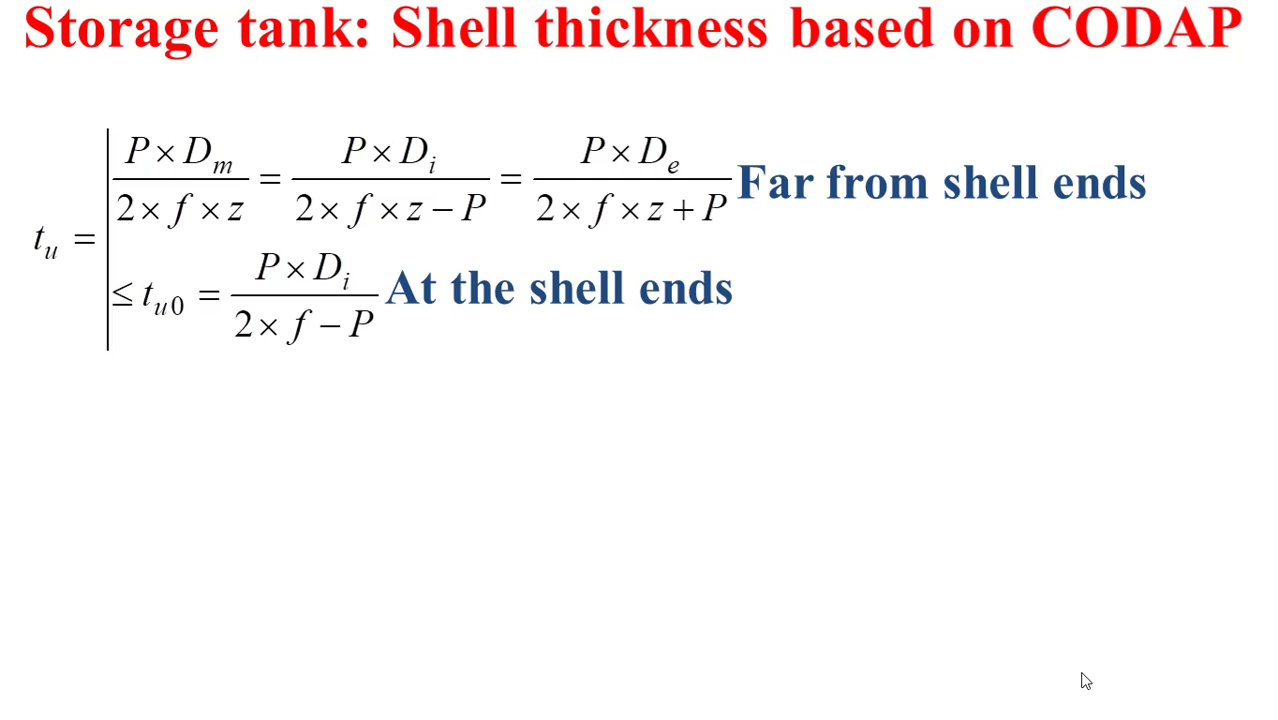 Storage tank: Shell thickness based on CODAP
t_u = | (P × D_m)/(2 × f × z) = (P × D_i)/(2 × f × z − P) = (P × D_e)/(2 × f × z + P) Far from shell ends
≤ t_u0 = (P × D_i)/(2 × f − P) At the shell ends